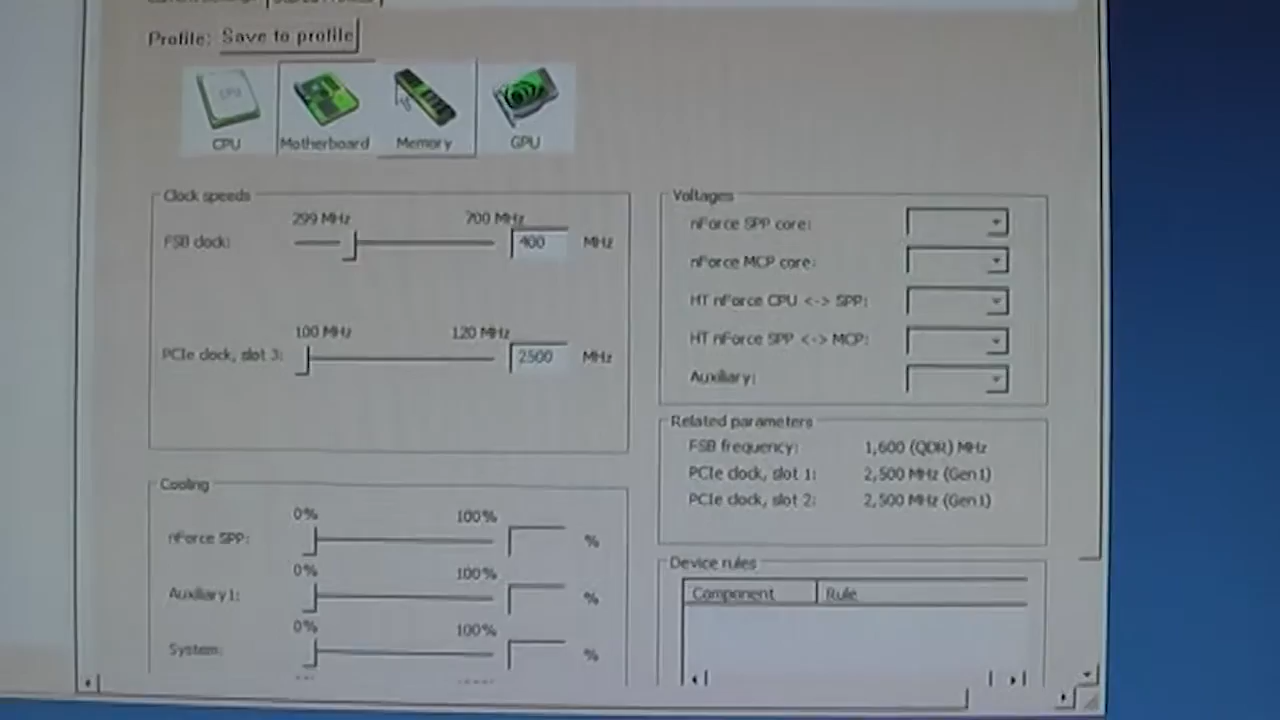 Profile: Save to profile
CPU
CPU Motherboard Memory GPU
Clock speeds
299 MHz 700 MHz
FSB clock: 400 MHz
100 MHz 120 MHz
PCIe clock, slot 3: 2500 MHz
Cooling
0% 100%
nForce SPP: %
0% 100%
Auxiliary1: %
0% 100%
System: %
Voltages
nForce SPP core:
nForce MCP core:
HT nForce CPU <-> SPP:
HT nForce SPP <-> MCP:
Auxiliary:
Related parameters
FSB frequency: 1,600 (QDR) MHz
PCIe clock, slot 1: 2,500 MHz (Gen1)
PCIe clock, slot 2: 2,500 MHz (Gen1)
Device rules
Component Rule